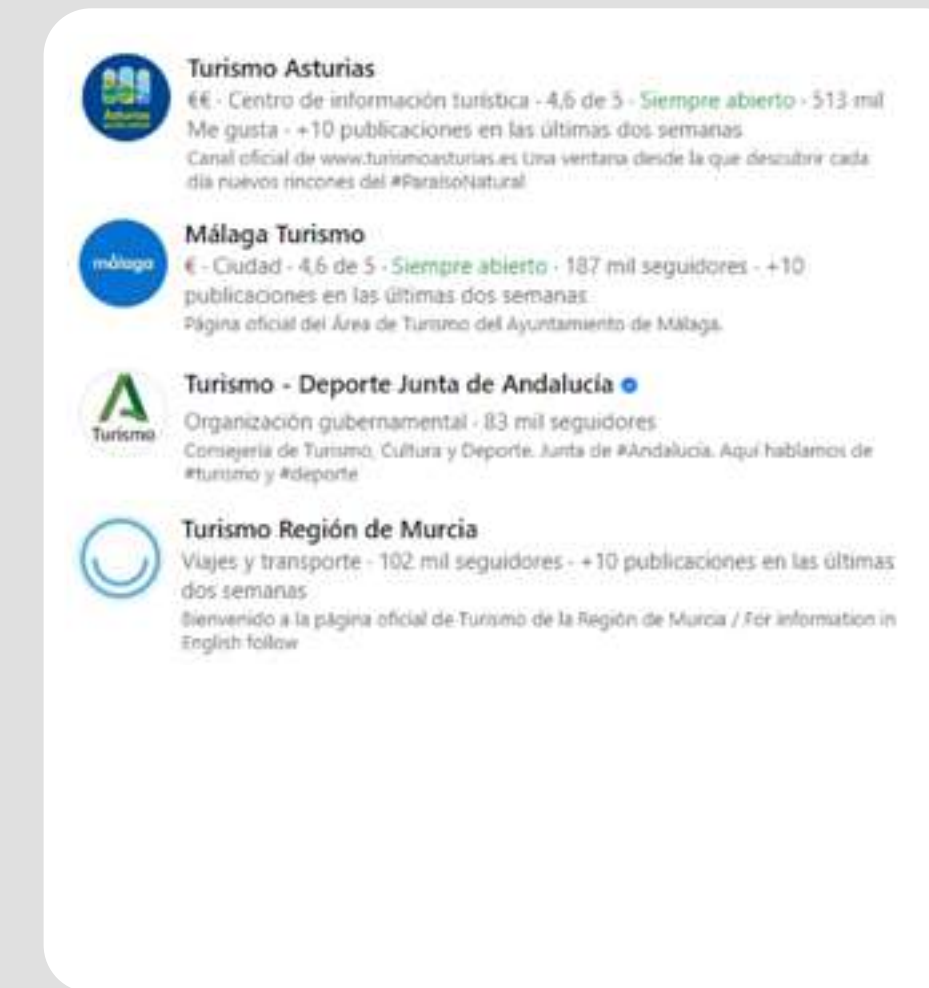 Turismo Asturias
€€ · Centro de información turística · 4,6 de 5 · Siempre abierto · 513 mil
Me gusta · +10 publicaciones en las últimas dos semanas
Canal oficial de www.turismoasturias.es Una ventana desde la que descubrir cada
día nuevos rincones del #ParaísoNatural
Asturias
málaga
Málaga Turismo
€ · Ciudad · 4,6 de 5 · Siempre abierto · 187 mil seguidores · +10
publicaciones en las últimas dos semanas
Página oficial del Área de Turismo del Ayuntamiento de Málaga.
Turismo
Turismo - Deporte Junta de Andalucía
Organización gubernamental · 83 mil seguidores
Consejería de Turismo, Cultura y Deporte. Junta de #Andalucía. Aquí hablamos de
#turismo y #deporte
Turismo Región de Murcia
Viajes y transporte · 102 mil seguidores · +10 publicaciones en las últimas
dos semanas
Bienvenido a la página oficial de Turismo de la Región de Murcia / For information in
English follow